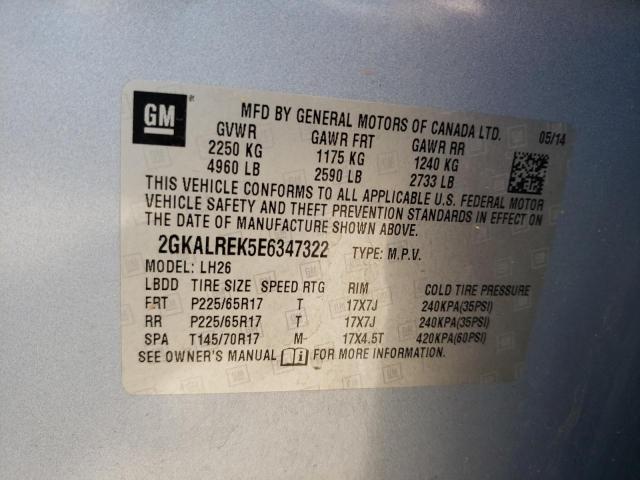 GM
MFD BY GENERAL MOTORS OF CANADA LTD. 05/14
GVWR GAWR FRT GAWR RR
2250 KG 1175 KG 1240 KG
4960 LB 2590 LB 2733 LB
THIS VEHICLE CONFORMS TO ALL APPLICABLE U.S. FEDERAL MOTOR
VEHICLE SAFETY AND THEFT PREVENTION STANDARDS IN EFFECT ON
THE DATE OF MANUFACTURE SHOWN ABOVE.
2GKALREK5E6347322 TYPE: M.P.V.
MODEL: LH26
LBDD TIRE SIZE SPEED RTG RIM COLD TIRE PRESSURE
FRT P225/65R17 T 17X7J 240KPA(35PSI)
RR P225/65R17 T 17X7J 240KPA(35PSI)
SPA T145/70R17 M 17X4.5T 420KPA(60PSI)
SEE OWNER'S MANUAL FOR MORE INFORMATION.